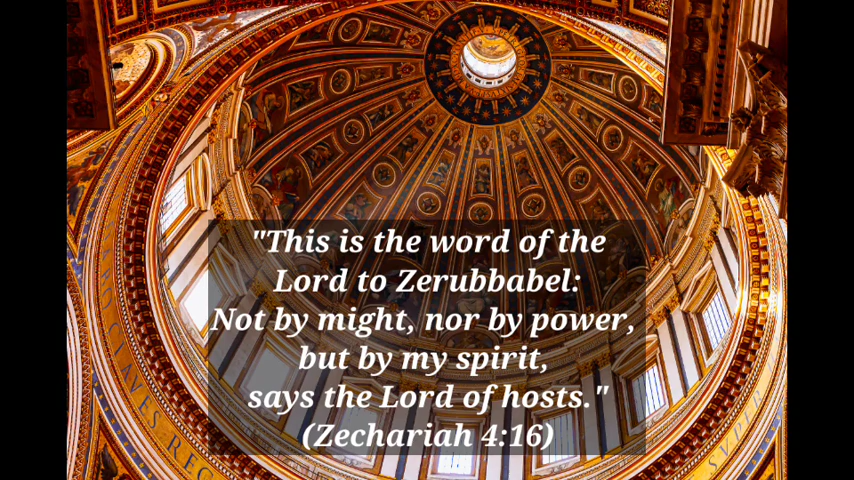 "This is the word of the
Lord to Zerubbabel:
Not by might, nor by power,
but by my spirit,
says the Lord of hosts."
(Zechariah 4:16)